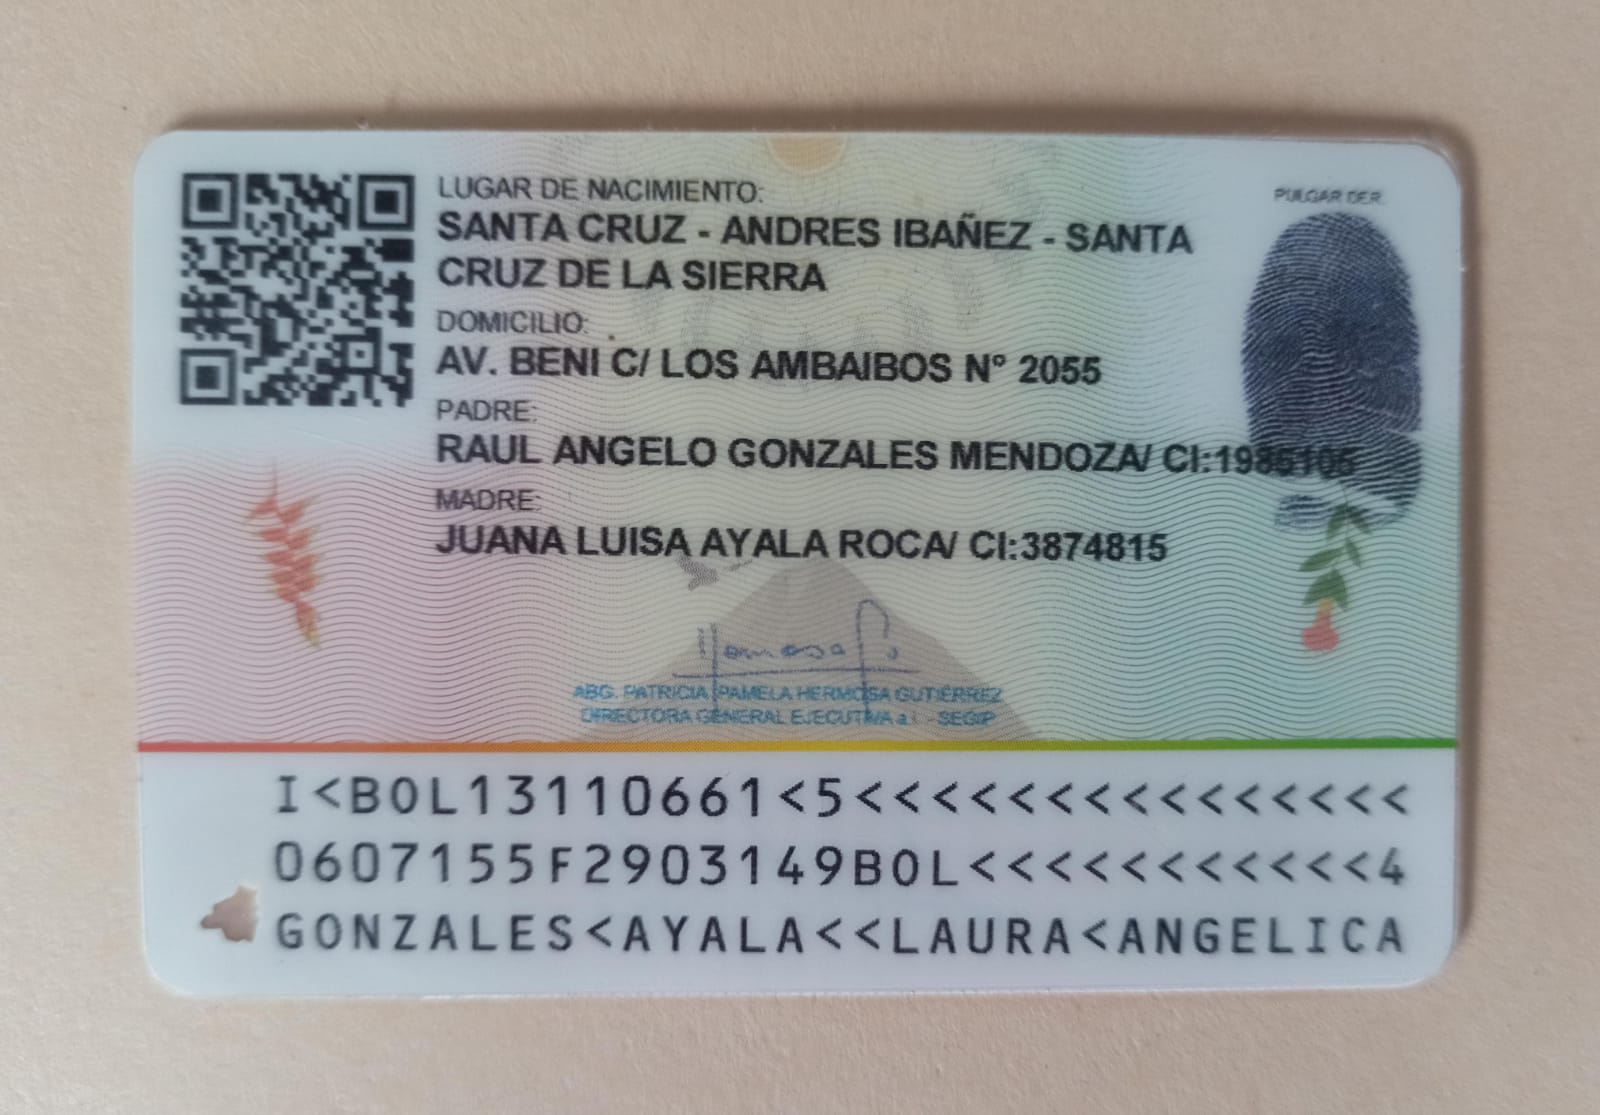 LUGAR DE NACIMIENTO:
SANTA CRUZ - ANDRES IBAÑEZ - SANTA
CRUZ DE LA SIERRA
DOMICILIO:
AV. BENI C/ LOS AMBAIBOS N° 2055
PADRE:
RAUL ANGELO GONZALES MENDOZA/ CI:1985105
MADRE:
JUANA LUISA AYALA ROCA/ CI:3874815
PULGAR DER.
ABG. PATRICIA PAMELA HERMOSA GUTIÉRREZ
DIRECTORA GENERAL EJECUTIVA a.i. - SEGIP
I<BOL13110661<5<<<<<<<<<<<<<<<
0607155F2903149BOL<<<<<<<<<<<4
GONZALES<AYALA<<LAURA<ANGELICA